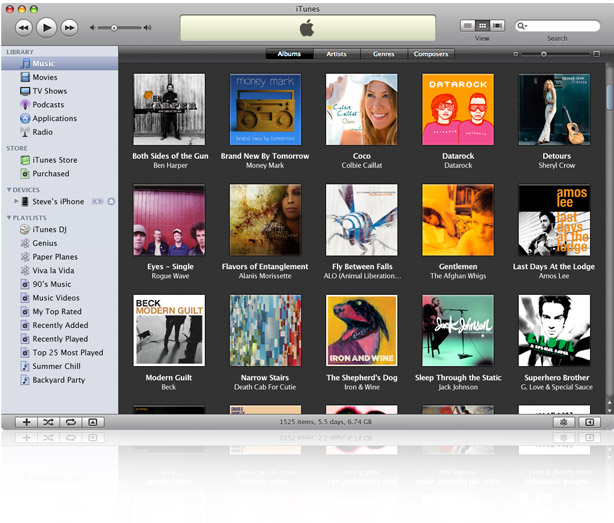 iTunes
View
Search
LIBRARY
Music
Movies
TV Shows
Podcasts
Applications
Radio
STORE
iTunes Store
Purchased
DEVICES
Steve's iPhone
PLAYLISTS
iTunes DJ
Genius
Paper Planes
Viva la Vida
90's Music
Music Videos
My Top Rated
Recently Added
Recently Played
Top 25 Most Played
Summer Chill
Backyard Party
Albums Artists Genres Composers
money mark
brand new by tomorrow
Colbie Caillat
Coco
DATAROCK
Both Sides of the Gun
Ben Harper
Brand New By Tomorrow
Money Mark
Coco
Colbie Caillat
Datarock
Datarock
Detours
Sheryl Crow
amos
lee
last
days
at the
lodge
Eyes - Single
Rogue Wave
Flavors of Entanglement
Alanis Morissette
Fly Between Falls
ALO (Animal Liberation...
Gentlemen
The Afghan Whigs
Last Days At the Lodge
Amos Lee
BECK
MODERN GUILT
IRON AND WINE
Jack Johnson
Modern Guilt
Beck
Narrow Stairs
Death Cab For Cutie
The Shepherd's Dog
Iron & Wine
Sleep Through the Static
Jack Johnson
Superhero Brother
G. Love & Special Sauce
1525 items, 5.5 days, 6.74 GB